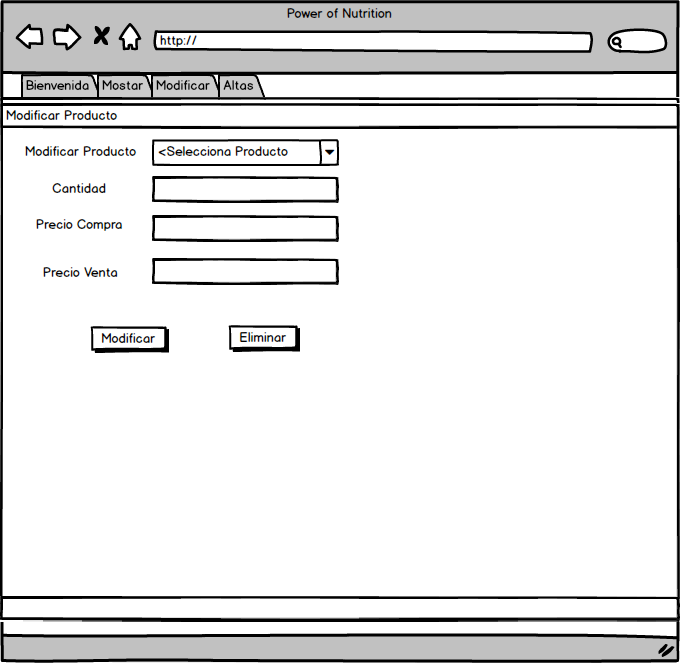 Power of Nutrition
http://
Bienvenida Mostar Modificar Altas
Modificar Producto
Modificar Producto <Selecciona Producto
Cantidad
Precio Compra
Precio Venta
Modificar Eliminar